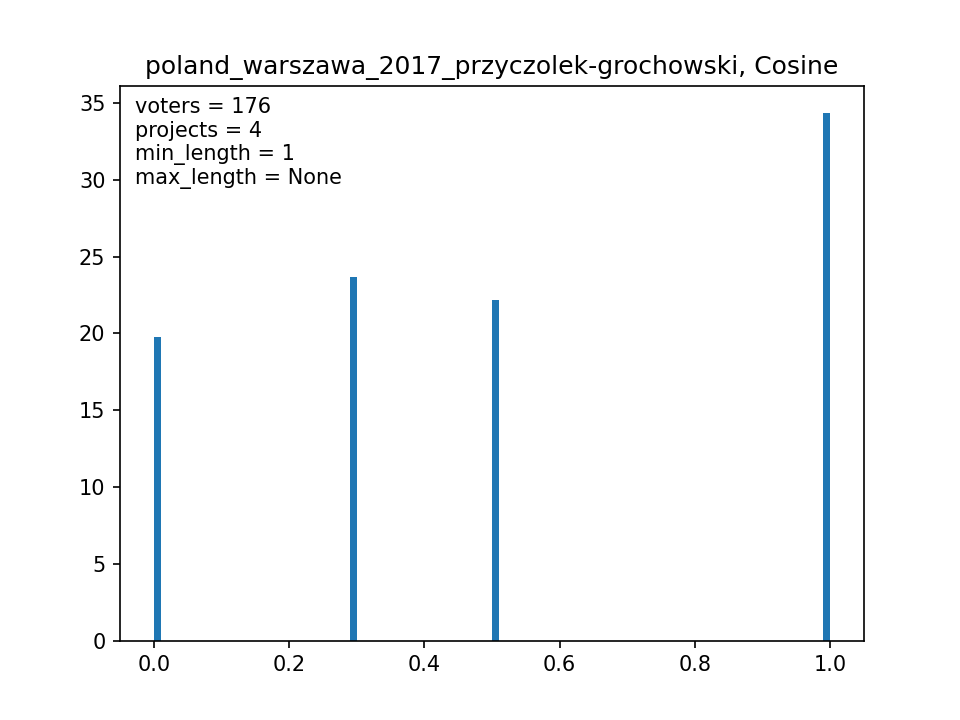 poland_warszawa_2017_przyczolek-grochowski, Cosine
voters = 176
projects = 4
min_length = 1
max_length = None
35
30
25
20
15
10
5
0
0.0 0.2 0.4 0.6 0.8 1.0